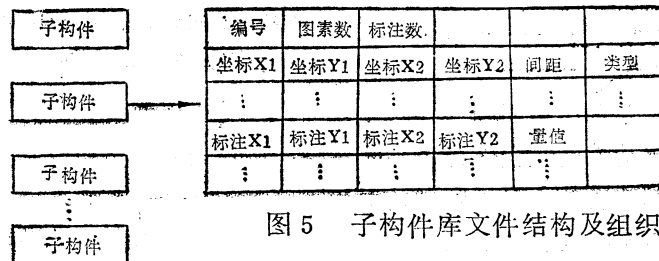 子构件
子构件
子构件
子构件
编号 图素数 标注数
坐标X1 坐标Y1 坐标X2 坐标Y2 间距 类型
标注X1 标注Y1 标注X2 标注Y2 量值
图5 子构件库文件结构及组织